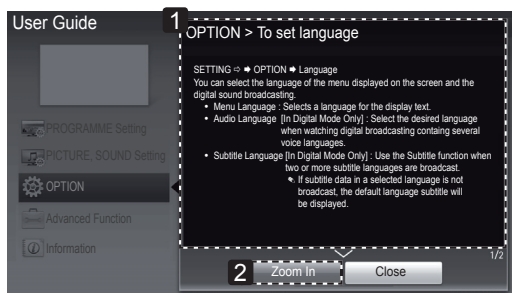 User Guide
1
OPTION > To set language
SETTING ⇨ ➡ OPTION ➡ Language
You can select the language of the menu displayed on the screen and the
digital sound broadcasting.
• Menu Language : Selects a language for the display text.
• Audio Language [In Digital Mode Only] : Select the desired language
when watching digital broadcasting containg several
voice languages.
• Subtitle Language [In Digital Mode Only] : Use the Subtitle function when
two or more subtitle languages are broadcast.
If subtitle data in a selected language is not
broadcast, the default language subtitle will
be displayed.
PROGRAMME Setting
PICTURE, SOUND Setting
OPTION
Advanced Function
Information
1/2
2
Zoom In
Close